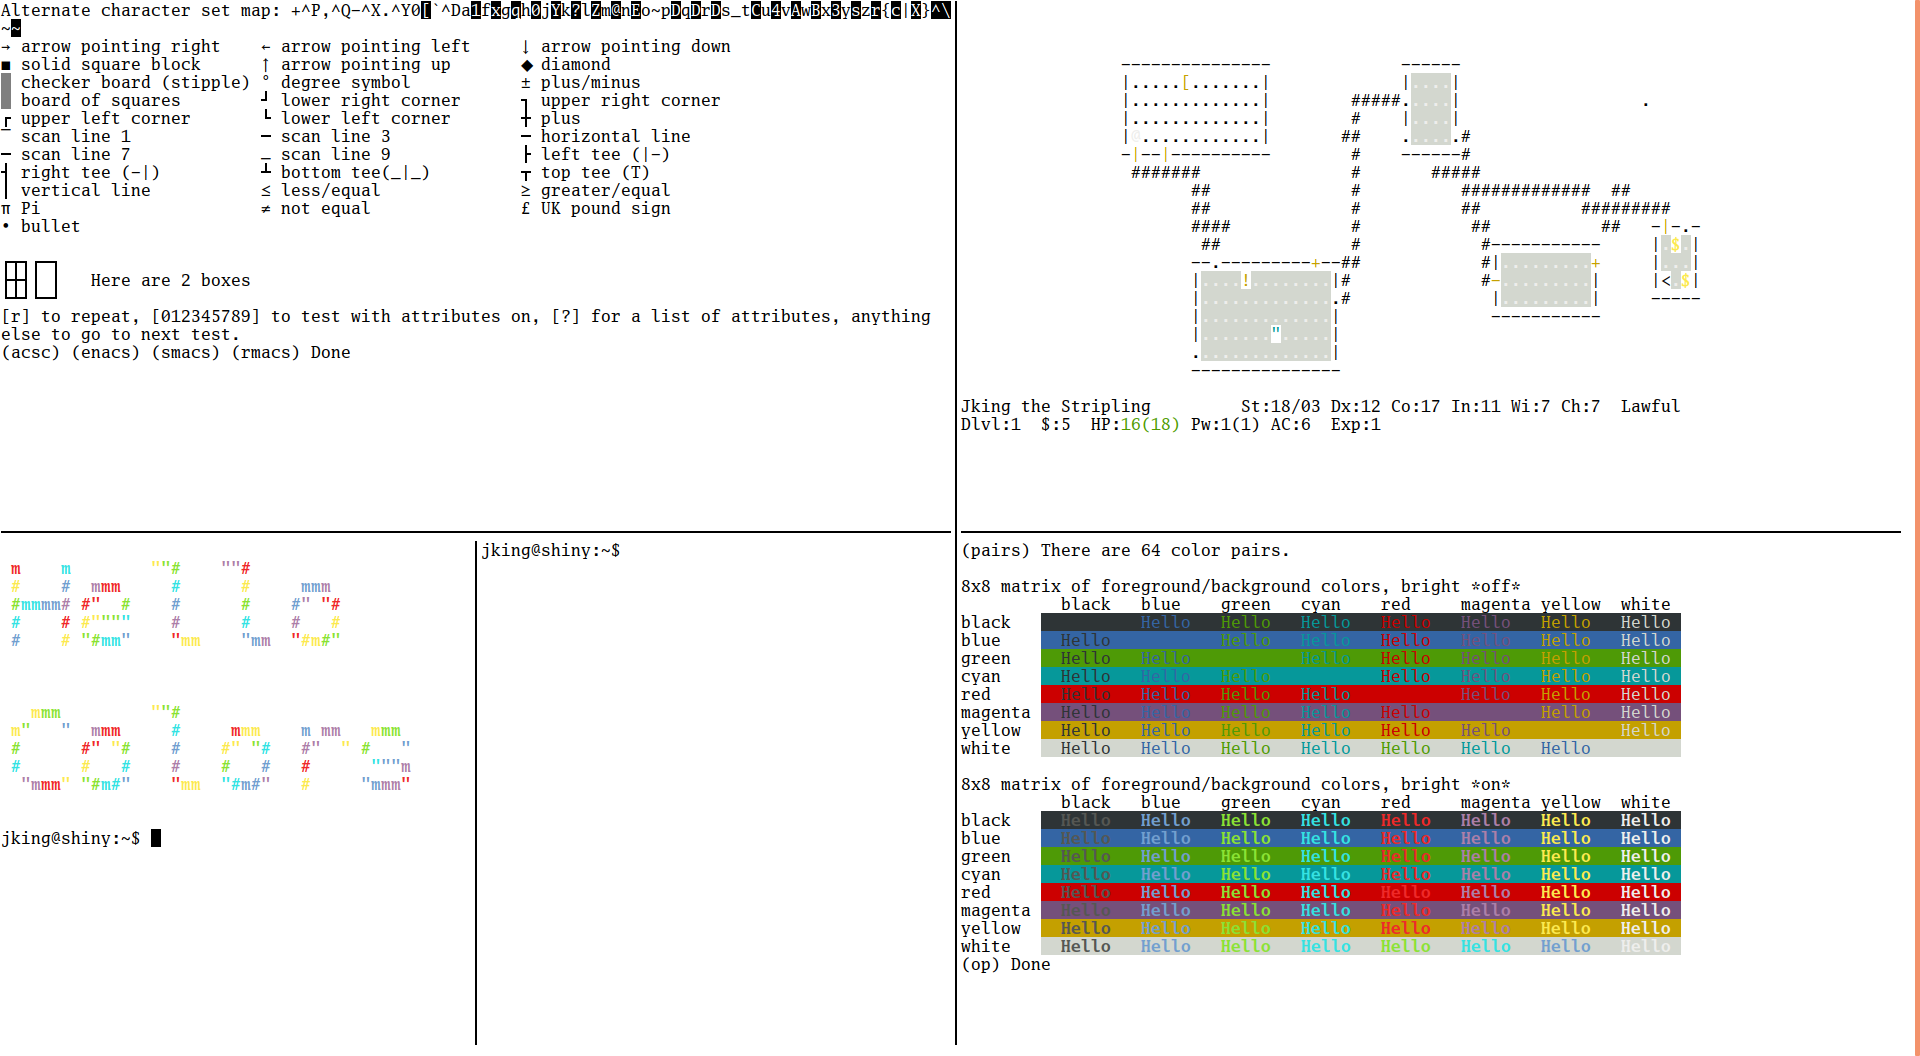 Alternate character set map: +^P,^Q-^X.^Y0[`^Da1fxgqh0jYk?lZm@nEo~pDqDrDs_tCu4vAwBx3yszr{c|X}^\
~~
→ arrow pointing right    ← arrow pointing left     ↓ arrow pointing down
■ solid square block      ↑ arrow pointing up       ◆ diamond
checker board (stipple) ° degree symbol           ± plus/minus
board of squares        ┘ lower right corner      ┐ upper right corner
┌ upper left corner       └ lower left corner       ┼ plus
⎺ scan line 1             ─ scan line 3             ─ horizontal line
─ scan line 7             ⎽ scan line 9             ├ left tee (|-)
┤ right tee (-|)          ┴ bottom tee(_|_)         ┬ top tee (T)
│ vertical line           ≤ less/equal              ≥ greater/equal
π Pi                      ≠ not equal               £ UK pound sign
• bullet
Here are 2 boxes
[r] to repeat, [012345789] to test with attributes on, [?] for a list of attributes, anything
else to go to next test.
(acsc) (enacs) (smacs) (rmacs) Done
Jking the Stripling         St:18/03 Dx:12 Co:17 In:11 Wi:7 Ch:7  Lawful
Dlvl:1  $:5  HP:16(18) Pw:1(1) AC:6  Exp:1
Hello
Colors
jking@shiny:~$
jking@shiny:~$
(pairs) There are 64 color pairs.
8x8 matrix of foreground/background colors, bright *off*
black   blue    green   cyan    red     magenta yellow  white
black Hello Hello Hello Hello Hello Hello Hello
blue Hello Hello Hello Hello Hello Hello Hello
green Hello Hello Hello Hello Hello Hello Hello
cyan Hello Hello Hello Hello Hello Hello Hello
red Hello Hello Hello Hello Hello Hello Hello
magenta Hello Hello Hello Hello Hello Hello Hello
yellow Hello Hello Hello Hello Hello Hello Hello
white Hello Hello Hello Hello Hello Hello Hello
8x8 matrix of foreground/background colors, bright *on*
black   blue    green   cyan    red     magenta yellow  white
black Hello Hello Hello Hello Hello Hello Hello Hello
blue Hello Hello Hello Hello Hello Hello Hello Hello
green Hello Hello Hello Hello Hello Hello Hello Hello
cyan Hello Hello Hello Hello Hello Hello Hello Hello
red Hello Hello Hello Hello Hello Hello Hello Hello
magenta Hello Hello Hello Hello Hello Hello Hello Hello
yellow Hello Hello Hello Hello Hello Hello Hello Hello
white Hello Hello Hello Hello Hello Hello Hello Hello
(op) Done